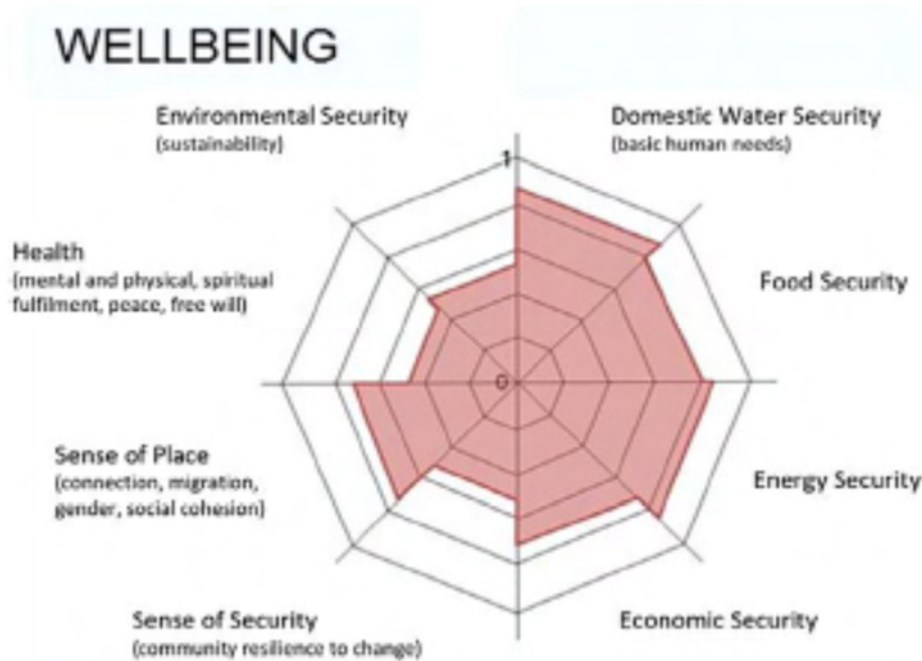 WELLBEING
Environmental Security
(sustainability)
Domestic Water Security
(basic human needs)
1
Health
(mental and physical, spiritual
fulfilment, peace, free will)
Food Security
0
Sense of Place
(connection, migration,
gender, social cohesion)
Energy Security
Sense of Security
(community resilience to change)
Economic Security